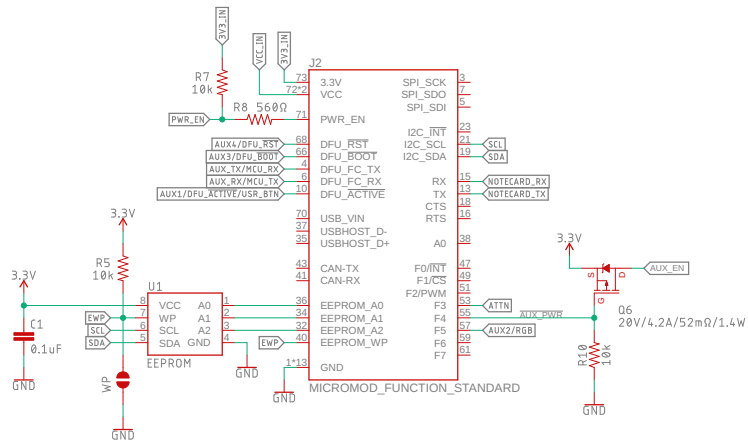 3V3_IN
VCC_IN
3V3_IN
J2
R7
10k
R8 560Ω
PWR_EN
73
72*2
71
68
66
4
6
10
70
37
35
43
41
36
34
32
40
1*13
3.3V
VCC
PWR_EN
DFU_RST
DFU_BOOT
DFU_FC_TX
DFU_FC_RX
DFU_ACTIVE
USB_VIN
USBHOST_D-
USBHOST_D+
CAN-TX
CAN-RX
EEPROM_A0
EEPROM_A1
EEPROM_A2
EEPROM_WP
GND
SPI_SCK
SPI_SDO
SPI_SDI
I2C_INT
I2C_SCL
I2C_SDA
RX
TX
CTS
RTS
A0
F0/INT
F1/CS
F2/PWM
F3
F4
F5
F6
F7
3
7
5
23
21
19
15
13
18
16
38
47
49
51
53
55
57
59
61
MICROMOD_FUNCTION_STANDARD
AUX4/DFU_RST
AUX3/DFU_BOOT
AUX_TX/MCU_RX
AUX_RX/MCU_TX
AUX1/DFU_ACTIVE/USR_BTN
SCL
SDA
NOTECARD_RX
NOTECARD_TX
ATTN
AUX_PWR
AUX2/RGB
3.3V
R5
10k
3.3V
C1
0.1uF
GND
EWP
SCL
SDA
U1
8
7
6
5
VCC
WP
SCL
SDA
A0
A1
A2
GND
1
2
3
4
EEPROM
WP
GND
GND
EWP
GND
3.3V
S
D
G
AUX_EN
Q6
20V/4.2A/52mΩ/1.4W
R10
10k
GND